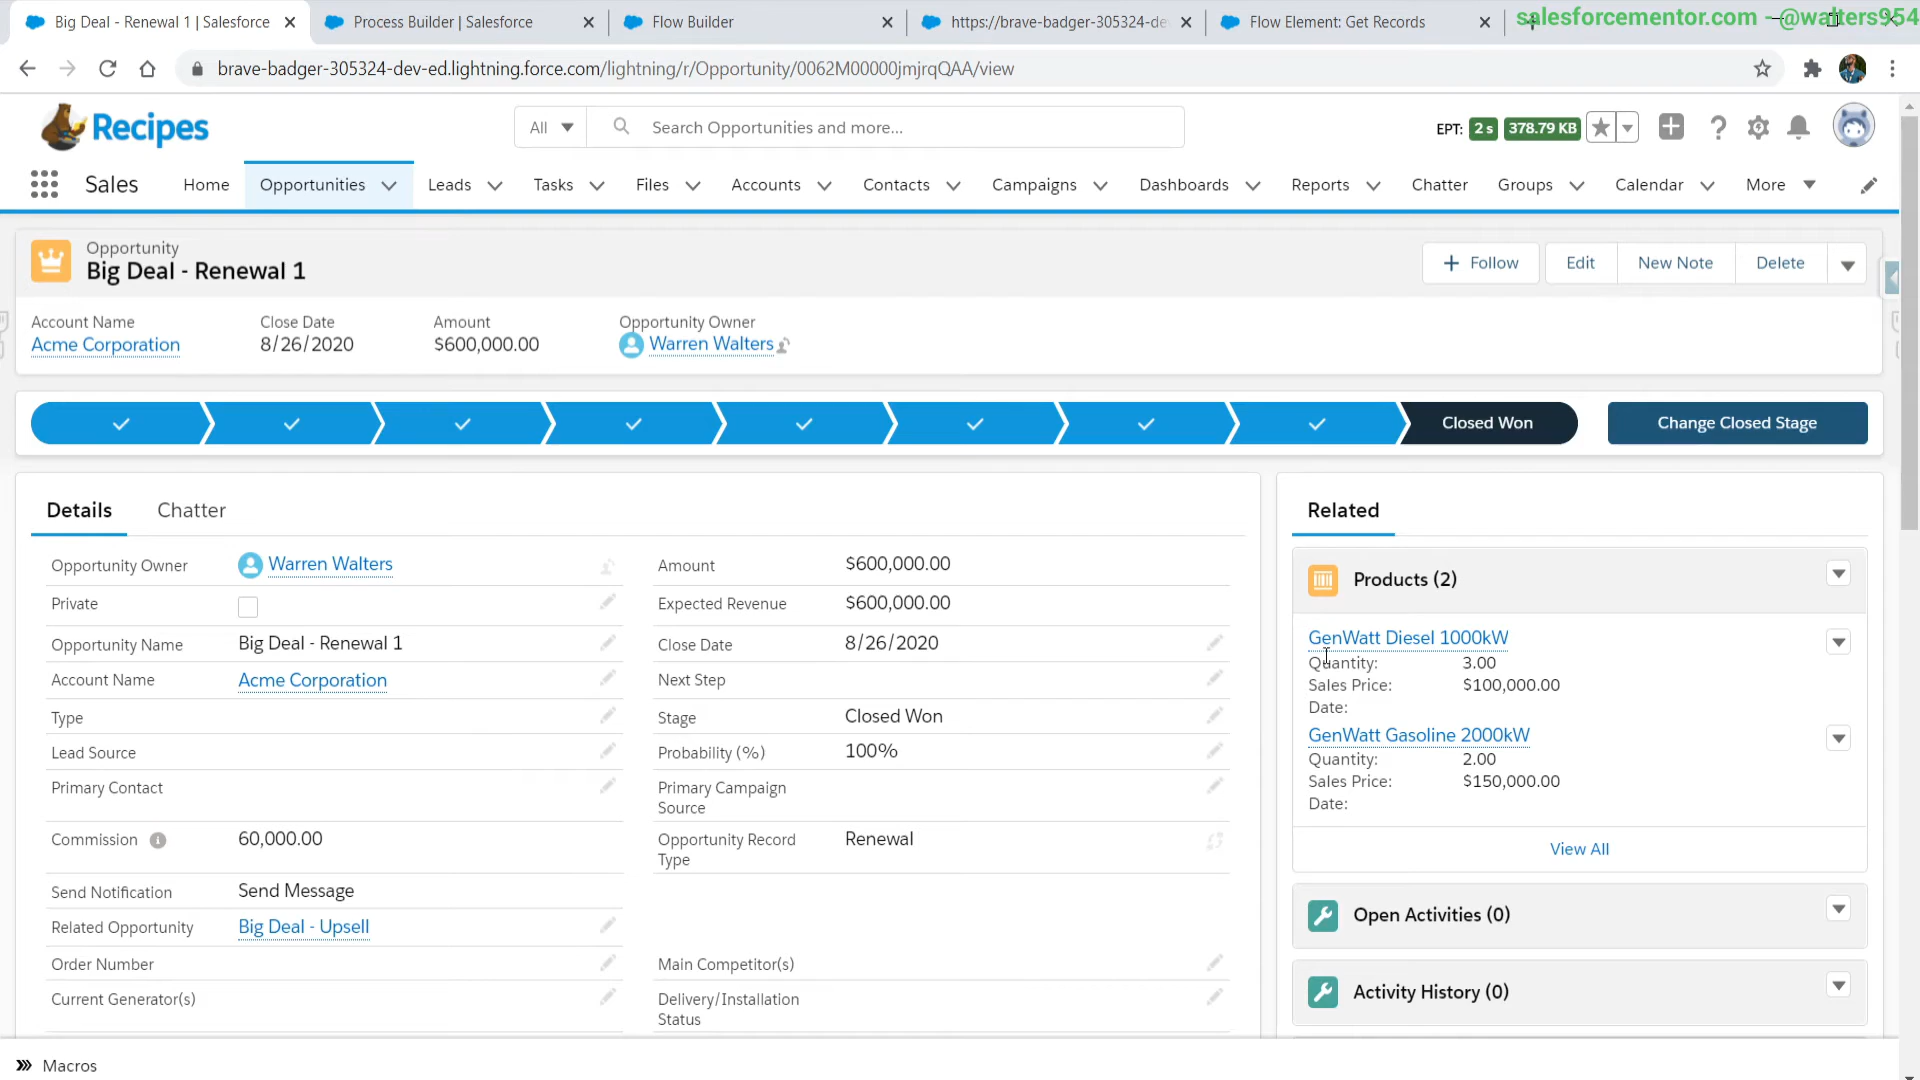 Big Deal - Renewal 1 | Salesforce
Process Builder | Salesforce
Flow Builder
https://brave-badger-305324-de
Flow Element: Get Records
salesforcementor.com - @walters954
brave-badger-305324-dev-ed.lightning.force.com/lightning/r/Opportunity/0062M00000jmjrqQAA/view
Recipes
All
Search Opportunities and more...
EPT: 2 s 378.79 KB
Sales
Home
Opportunities
Leads
Tasks
Files
Accounts
Contacts
Campaigns
Dashboards
Reports
Chatter
Groups
Calendar
More
Opportunity
Big Deal - Renewal 1
Follow
Edit
New Note
Delete
Account Name
Acme Corporation
Close Date
8/26/2020
Amount
$600,000.00
Opportunity Owner
Warren Walters
Closed Won
Change Closed Stage
Details
Chatter
Opportunity Owner
Warren Walters
Private
Opportunity Name
Big Deal - Renewal 1
Account Name
Acme Corporation
Type
Lead Source
Primary Contact
Commission
60,000.00
Send Notification
Send Message
Related Opportunity
Big Deal - Upsell
Order Number
Current Generator(s)
Amount
$600,000.00
Expected Revenue
$600,000.00
Close Date
8/26/2020
Next Step
Stage
Closed Won
Probability (%)
100%
Primary Campaign
Source
Opportunity Record
Type
Renewal
Main Competitor(s)
Delivery/Installation
Status
Related
Products (2)
GenWatt Diesel 1000kW
Quantity:
3.00
Sales Price:
$100,000.00
Date:
GenWatt Gasoline 2000kW
Quantity:
2.00
Sales Price:
$150,000.00
Date:
View All
Open Activities (0)
Activity History (0)
Macros